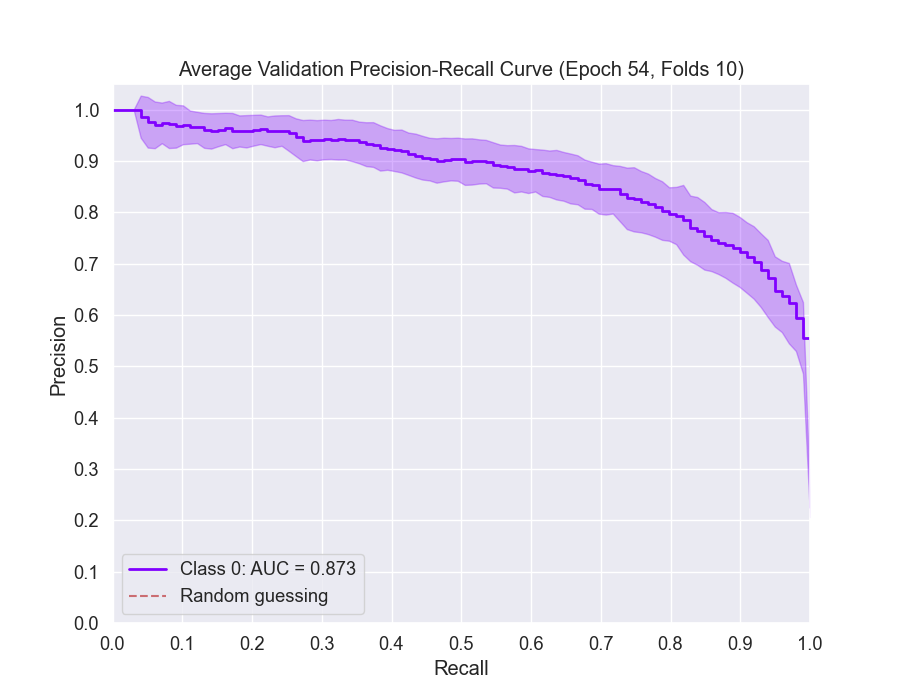 Average Validation Precision-Recall Curve (Epoch 54, Folds 10)
Precision
1.0
0.9
0.8
0.7
0.6
0.5
0.4
0.3
0.2
0.1
0.0
Class 0: AUC = 0.873
Random guessing
0.0 0.1 0.2 0.3 0.4 0.5 0.6 0.7 0.8 0.9 1.0
Recall